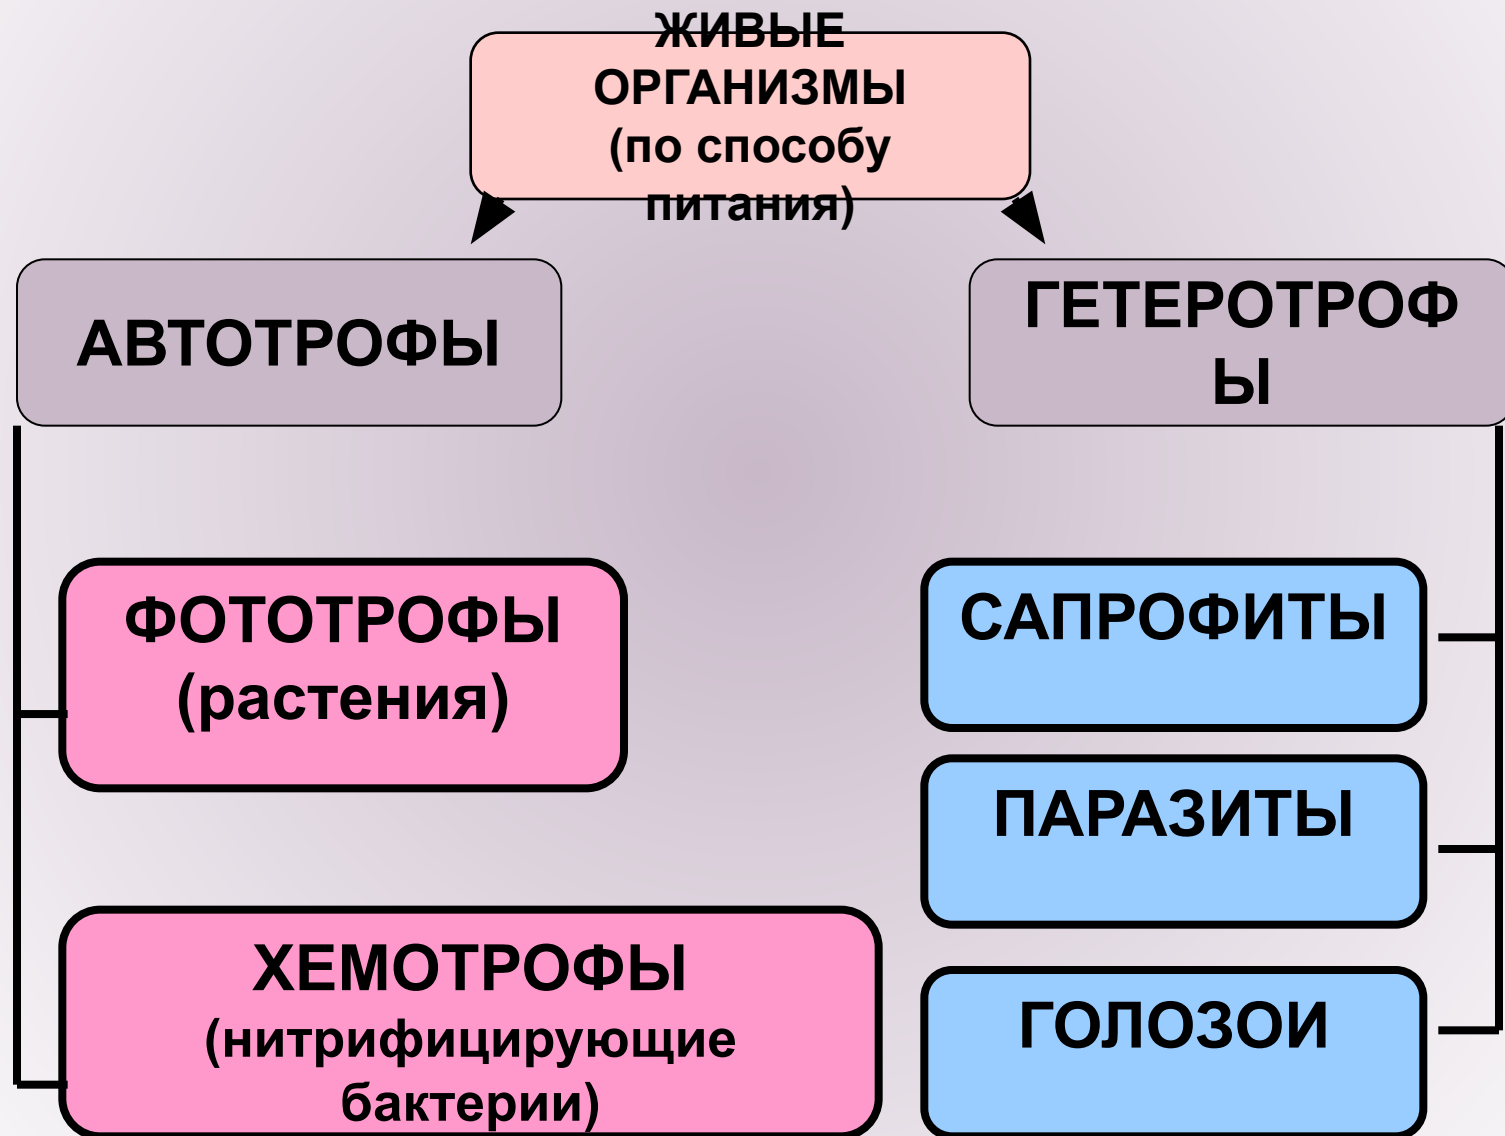 ЖИВЫЕ
ОРГАНИЗМЫ
(по способу
питания)
АВТОТРОФЫ
ГЕТЕРОТРОФ
Ы
ФОТОТРОФЫ
(растения)
ХЕМОТРОФЫ
(нитрифицирующие
бактерии)
САПРОФИТЫ
ПАРАЗИТЫ
ГОЛОЗОИ